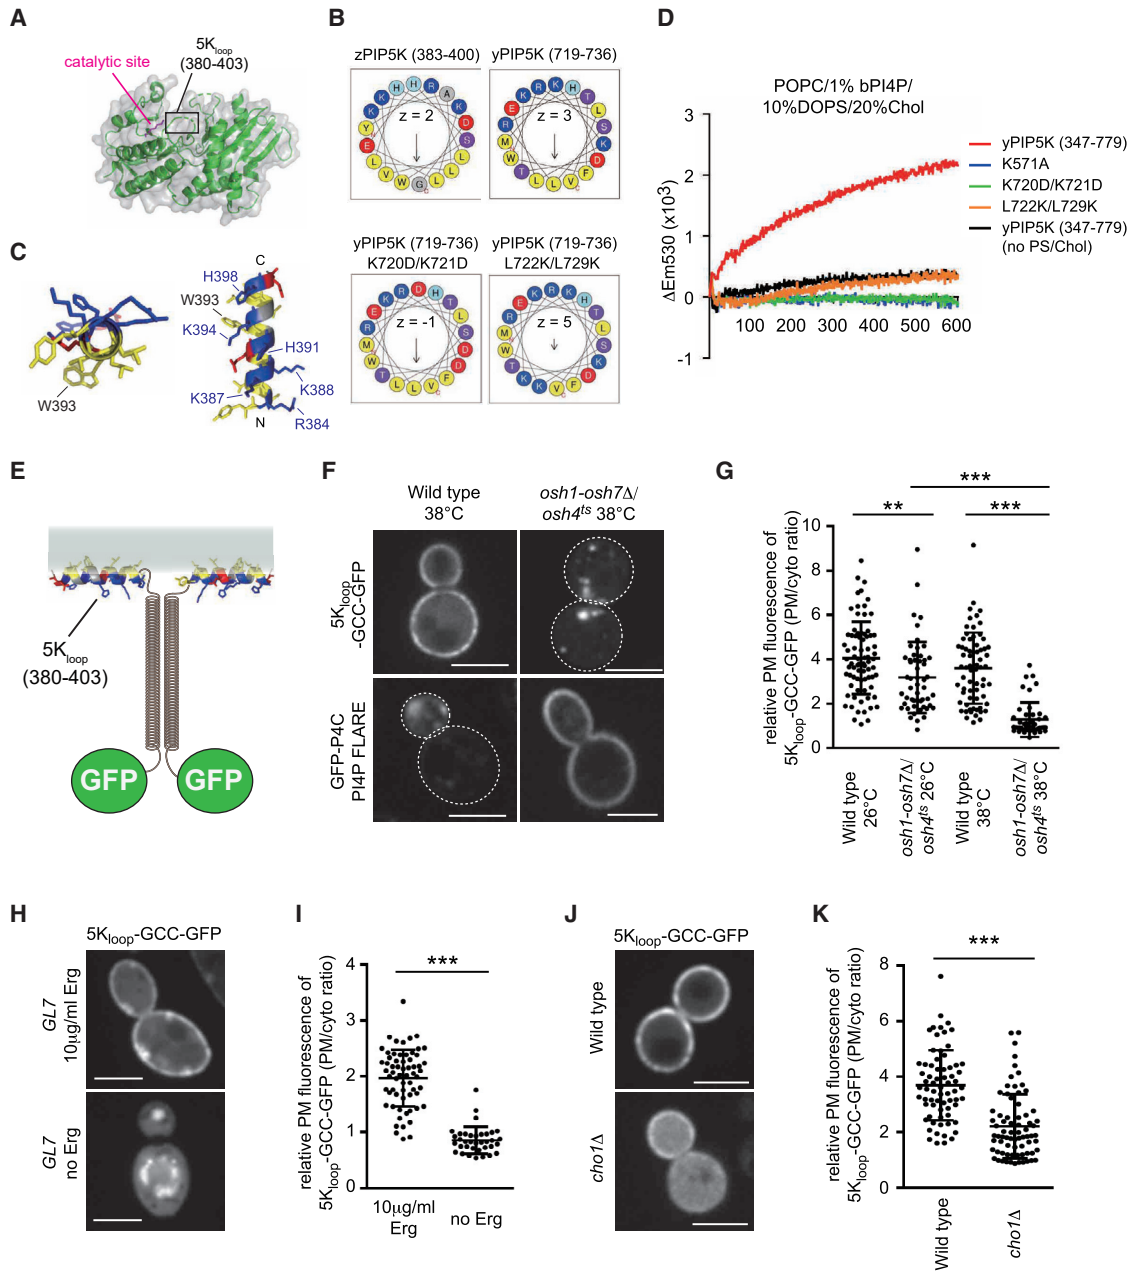 A
5Kloop
(380-403)
catalytic site
B
zPIP5K (383-400)
yPIP5K (719-736)
z = 2
z = 3
yPIP5K (719-736)
K720D/K721D
yPIP5K (719-736)
L722K/L729K
z = -1
z = 5
C
W393
C
H398
W393
K394
H391
K388
K387
R384
N
D
POPC/1% bPI4P/
10%DOPS/20%Chol
ΔEm530 (x10³)
3
2
1
0
-1
100 200 300 400 500 600
yPIP5K (347-779)
K571A
K720D/K721D
L722K/L729K
yPIP5K (347-779)
(no PS/Chol)
E
5Kloop
(380-403)
GFP
GFP
F
Wild type
38°C
osh1-osh7Δ/
osh4ts 38°C
5Kloop
-GCC-GFP
GFP-P4C
PI4P FLARE
G
relative PM fluorescence of
5Kloop-GCC-GFP (PM/cyto ratio)
***
** ***
10
8
6
4
2
0
Wild type
26°C
osh1-osh7Δ/
osh4ts 26°C
Wild type
38°C
osh1-osh7Δ/
osh4ts 38°C
H
5Kloop-GCC-GFP
GL7
10μg/ml Erg
GL7
no Erg
I
relative PM fluorescence of
5Kloop-GCC-GFP (PM/cyto ratio)
***
4
3
2
1
0
10μg/ml
Erg
no Erg
J
5Kloop-GCC-GFP
Wild type
cho1Δ
K
relative PM fluorescence of
5Kloop-GCC-GFP (PM/cyto ratio)
***
8
6
4
2
0
Wild type
cho1Δ